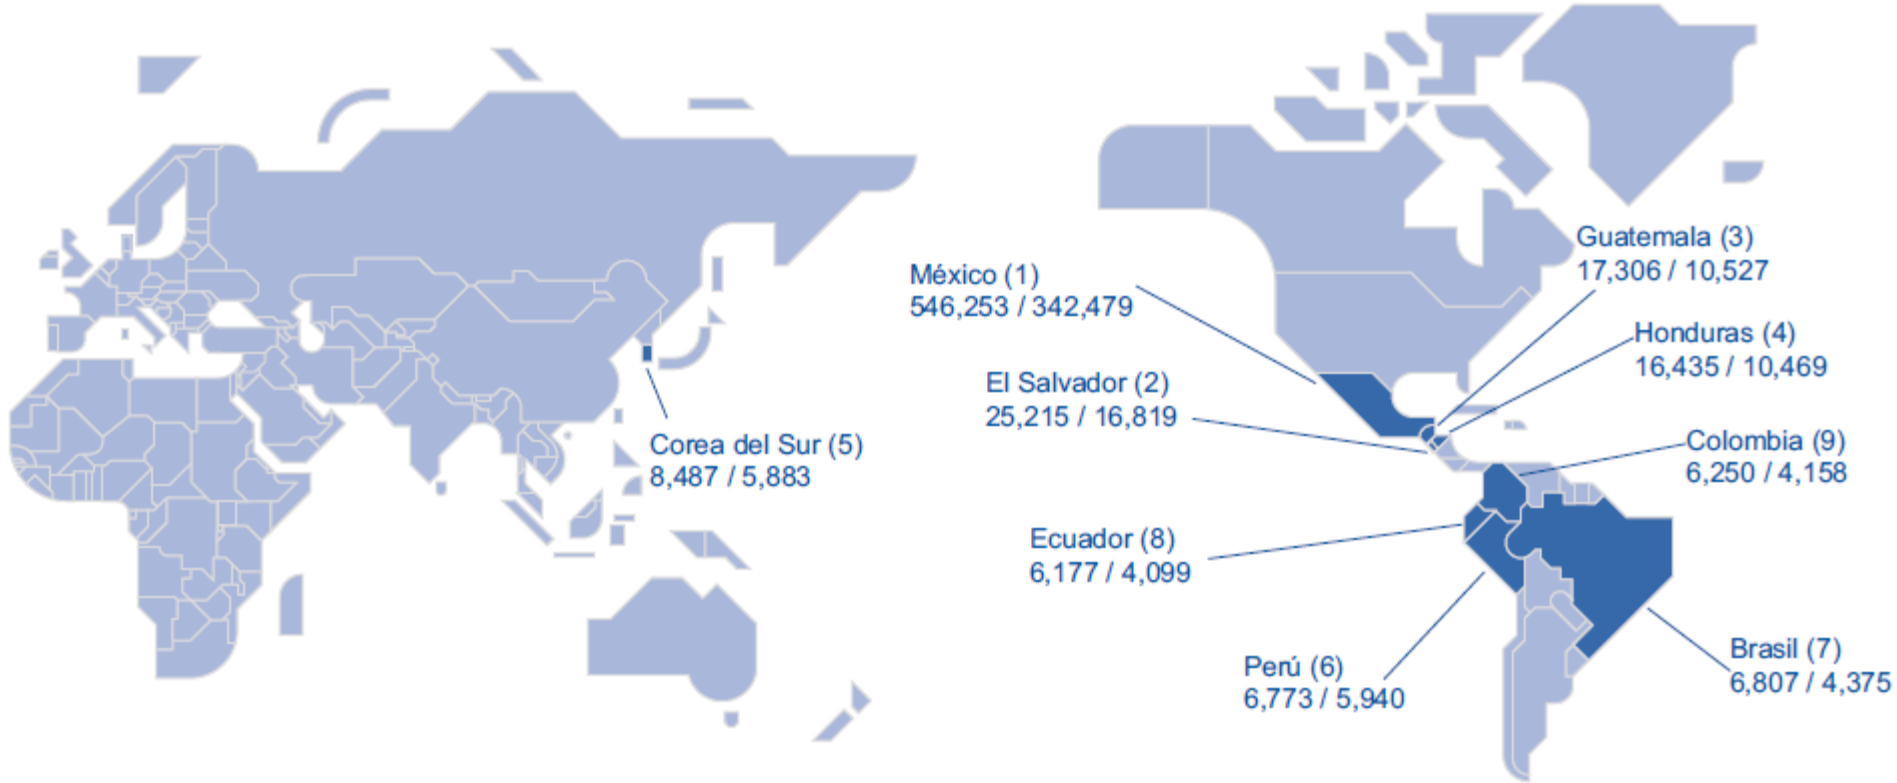 México (1)
546,253 / 342,479
Guatemala (3)
17,306 / 10,527
Honduras (4)
16,435 / 10,469
El Salvador (2)
25,215 / 16,819
Corea del Sur (5)
8,487 / 5,883
Colombia (9)
6,250 / 4,158
Ecuador (8)
6,177 / 4,099
Perú (6)
6,773 / 5,940
Brasil (7)
6,807 / 4,375